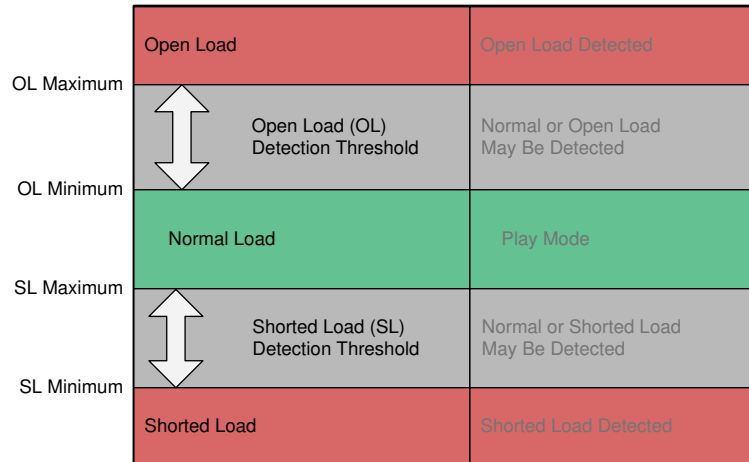 Open Load
Open Load Detected
OL Maximum
Open Load (OL)
Detection Threshold
Normal or Open Load
May Be Detected
OL Minimum
Normal Load
Play Mode
SL Maximum
Shorted Load (SL)
Detection Threshold
Normal or Shorted Load
May Be Detected
SL Minimum
Shorted Load
Shorted Load Detected